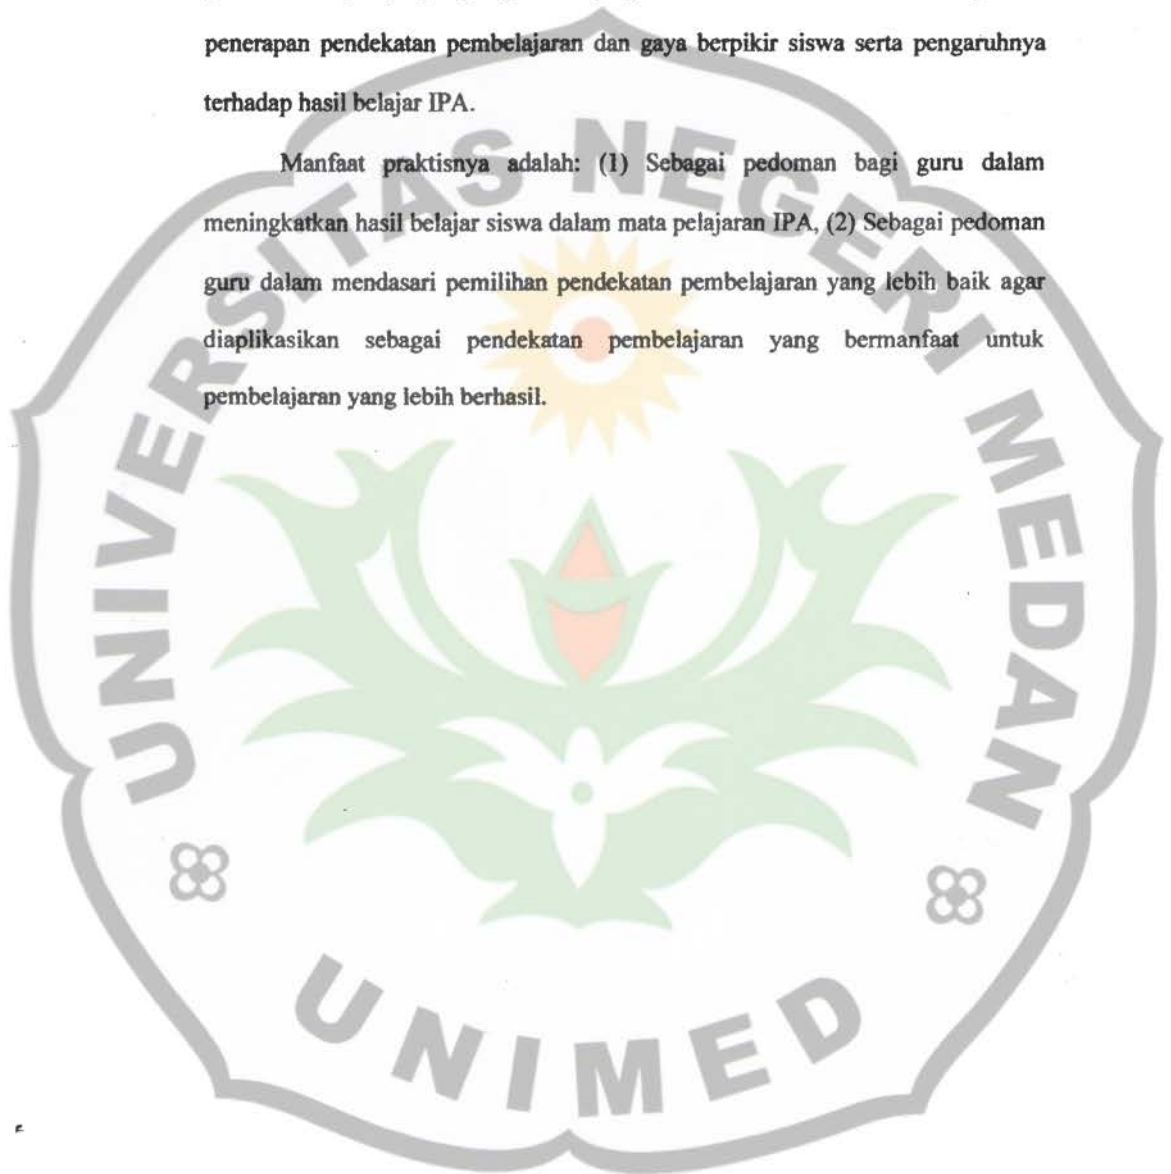 penerapan pendekatan pembelajaran dan gaya berpikir siswa serta pengaruhnya
terhadap hasil belajar IPA.
Manfaat praktisnya adalah: (1) Sebagai pedoman bagi guru dalam
meningkatkan hasil belajar siswa dalam mata pelajaran IPA, (2) Sebagai pedoman
guru dalam mendasari pemilihan pendekatan pembelajaran yang lebih baik agar
diaplikasikan sebagai pendekatan pembelajaran yang bermanfaat untuk
pembelajaran yang lebih berhasil.
UNIVERSITAS NEGERI MEDAN
UNIMED